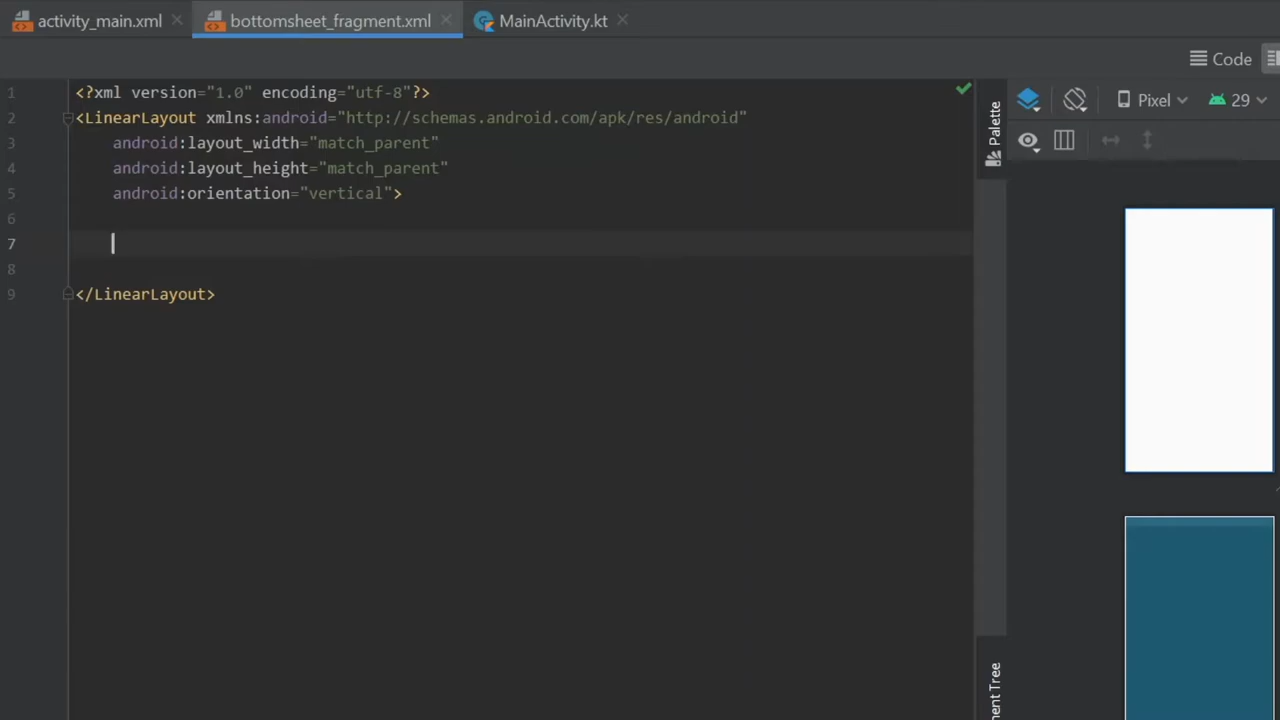 activity_main.xml
bottomsheet_fragment.xml
MainActivity.kt
Code
1 <?xml version="1.0" encoding="utf-8"?>
2 <LinearLayout xmlns:android="http://schemas.android.com/apk/res/android"
3 android:layout_width="match_parent"
4 android:layout_height="match_parent"
5 android:orientation="vertical">
6
7
8
9 </LinearLayout>
Palette
Pixel
29
nent Tree